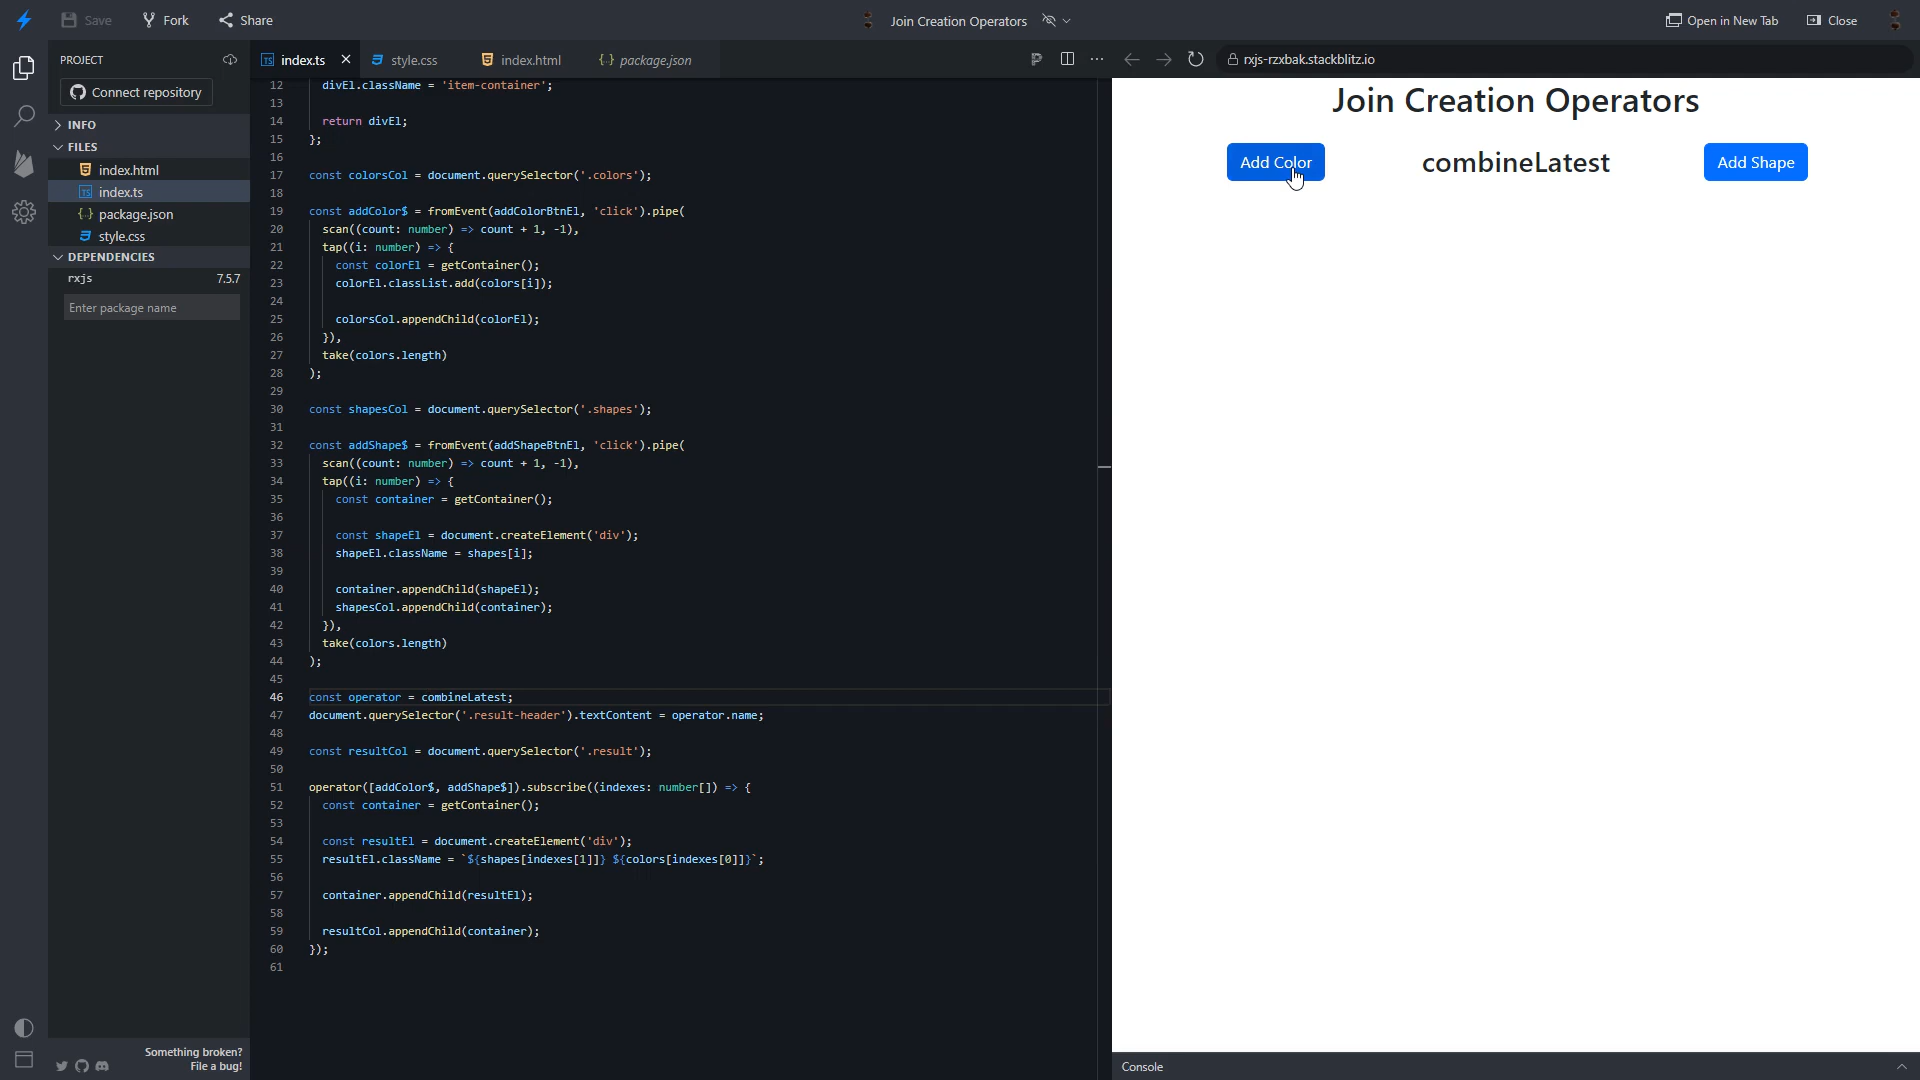 Save
Fork
Share
Join Creation Operators
Open in New Tab
Close
PROJECT
Connect repository
INFO
FILES
index.html
index.ts
package.json
style.css
DEPENDENCIES
rxjs 7.5.7
Enter package name
Something broken?
File a bug!
index.ts
style.css
index.html
package.json
12 divEl.className = 'item-container';
13
14 return divEl;
15 };
16
17 const colorsCol = document.querySelector('.colors');
18
19 const addColor$ = fromEvent(addColorBtnEl, 'click').pipe(
20 scan((count: number) => count + 1, -1),
21 tap((i: number) => {
22 const colorEl = getContainer();
23 colorEl.classList.add(colors[i]);
24
25 colorsCol.appendChild(colorEl);
26 }),
27 take(colors.length)
28 );
29
30 const shapesCol = document.querySelector('.shapes');
31
32 const addShape$ = fromEvent(addShapeBtnEl, 'click').pipe(
33 scan((count: number) => count + 1, -1),
34 tap((i: number) => {
35 const container = getContainer();
36
37 const shapeEl = document.createElement('div');
38 shapeEl.className = shapes[i];
39
40 container.appendChild(shapeEl);
41 shapesCol.appendChild(container);
42 }),
43 take(colors.length)
44 );
45
46 const operator = combineLatest;
47 document.querySelector('.result-header').textContent = operator.name;
48
49 const resultCol = document.querySelector('.result');
50
51 operator([addColor$, addShape$]).subscribe((indexes: number[]) => {
52 const container = getContainer();
53
54 const resultEl = document.createElement('div');
55 resultEl.className = `${shapes[indexes[1]]} ${colors[indexes[0]]}`;
56
57 container.appendChild(resultEl);
58
59 resultCol.appendChild(container);
60 });
61
rxjs-rzxbak.stackblitz.io
Join Creation Operators
Add Color
combineLatest
Add Shape
Console